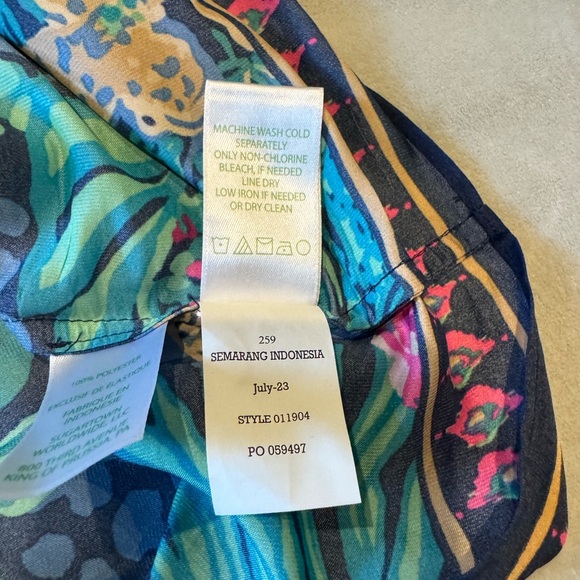 MACHINE WASH COLD
SEPARATELY
ONLY NON-CHLORINE
BLEACH, IF NEEDED
LINE DRY
LOW IRON IF NEEDED
OR DRY CLEAN
259
SEMARANG INDONESIA
July-23
STYLE 011904
PO 059497
100% POLYESTER
EXCLUSIF DE ÉLASTIQUE
FABRIQUE EN
INDONESIE
SUGARTOWN
WORLDWIDE, LLC
800 THIRD AVENUE
KING OF PRUSSIA, PA